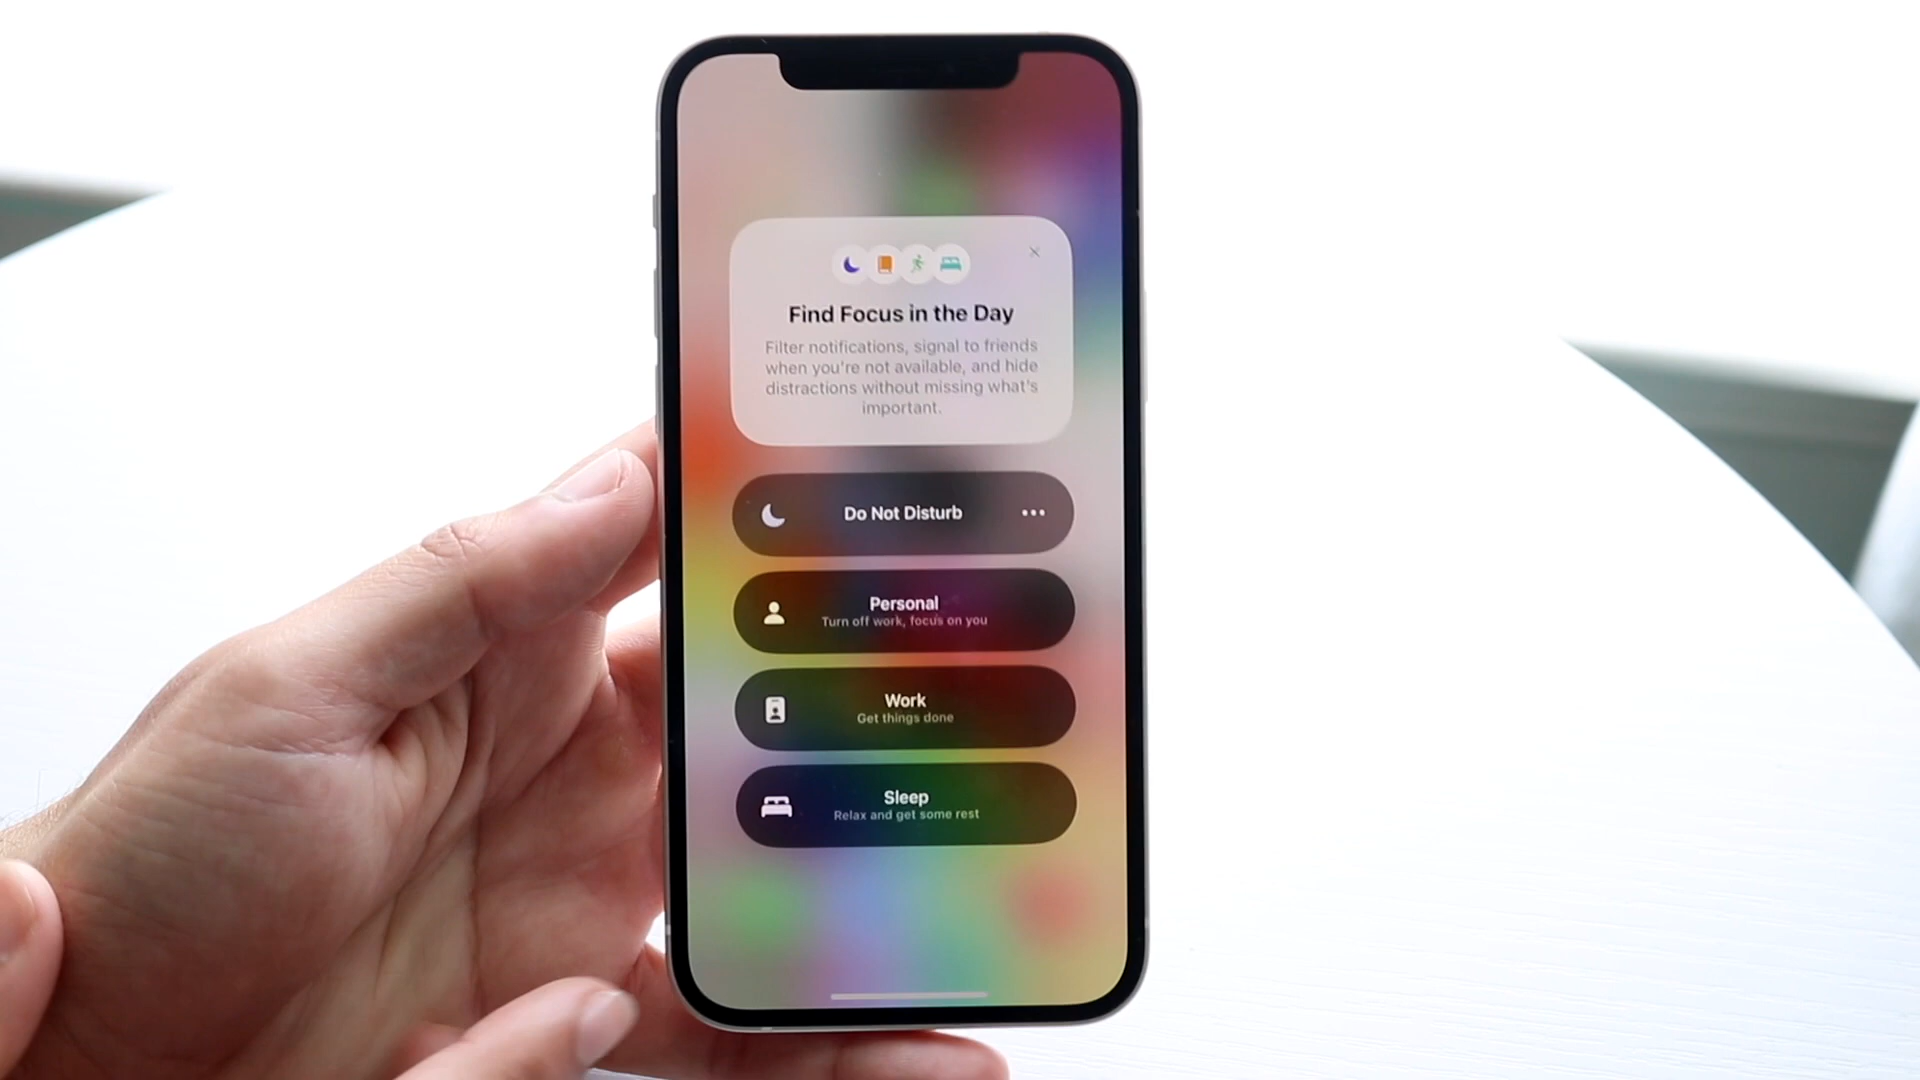 Find Focus in the Day
Filter notifications, signal to friends
when you're not available, and hide
distractions without missing what's
important.
Do Not Disturb
Personal
Turn off work, focus on you
Work
Get things done
Sleep
Relax and get some rest